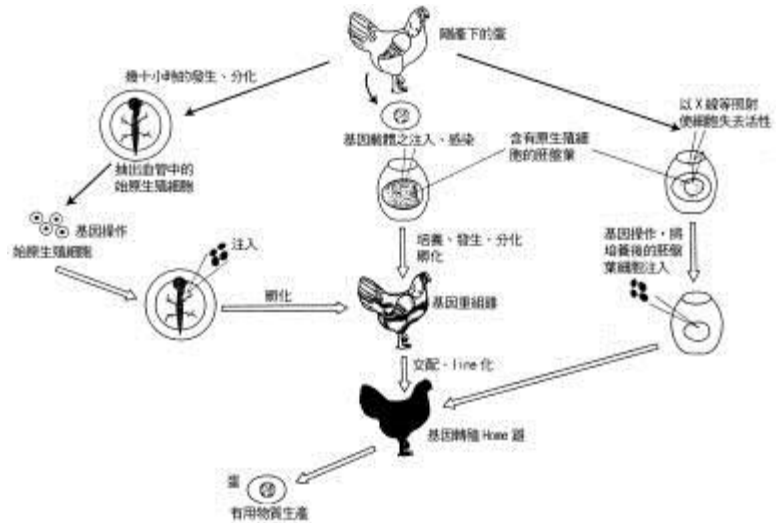 剛產下的蛋
幾十小時的發生、分化
以 X 線等照射
使細胞失去活性
基因載體之注入、感染
含有原生殖細
胞的胚盤葉
抽出血管中的
始原生殖細胞
基因操作
始原生殖細胞
注入
培養、發生、分化
孵化
基因操作,將
培養後的胚盤
葉細胞注入
孵化
基因重組雞
交配、line 化
基因轉殖 Home 雞
蛋
有用物質生產